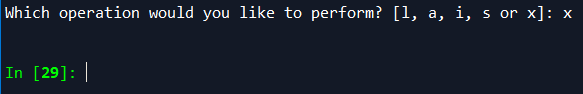 Which operation would you like to perform? [l, a, i, s or x]: x
In [29]: